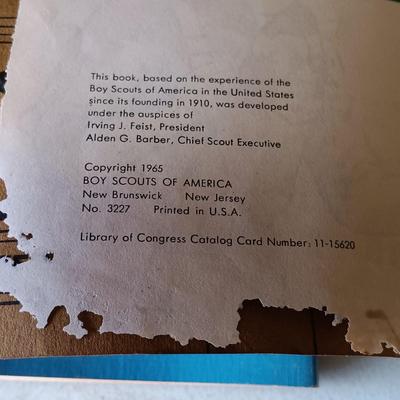 This book, based on the experience of the
Boy Scouts of America in the United States
since its founding in 1910, was developed
under the auspices of
Irving J. Feist, President
Alden G. Barber, Chief Scout Executive
Copyright 1965
BOY SCOUTS OF AMERICA
New Brunswick New Jersey
No. 3227 Printed in U.S.A.
Library of Congress Catalog Card Number: 11-15620